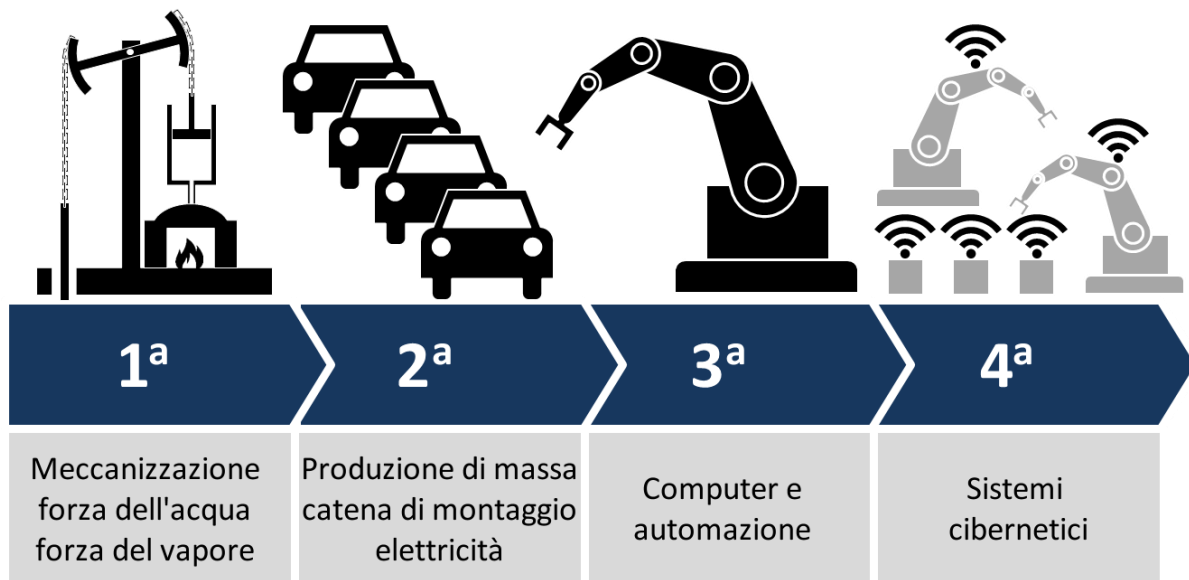 1ª
2ª
3ª
4ª
Meccanizzazione
forza dell'acqua
forza del vapore
Produzione di massa
catena di montaggio
elettricità
Computer e
automazione
Sistemi
cibernetici